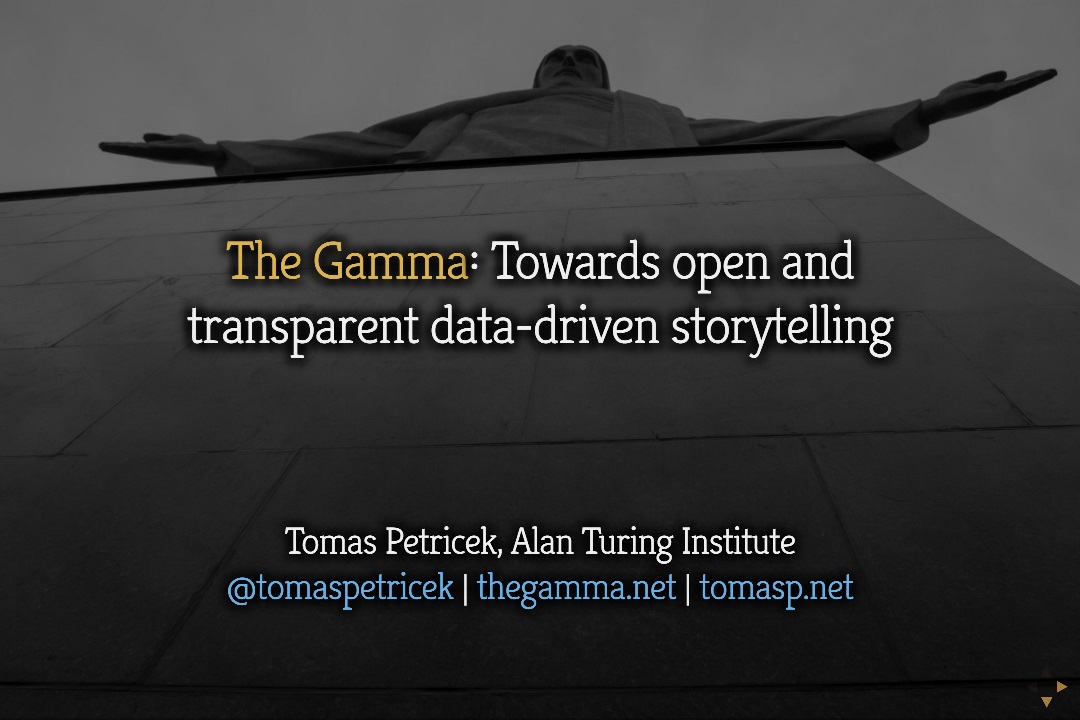 The Gamma: Towards open and
transparent data-driven storytelling
Tomas Petricek, Alan Turing Institute
@tomaspetricek | thegamma.net | tomasp.net